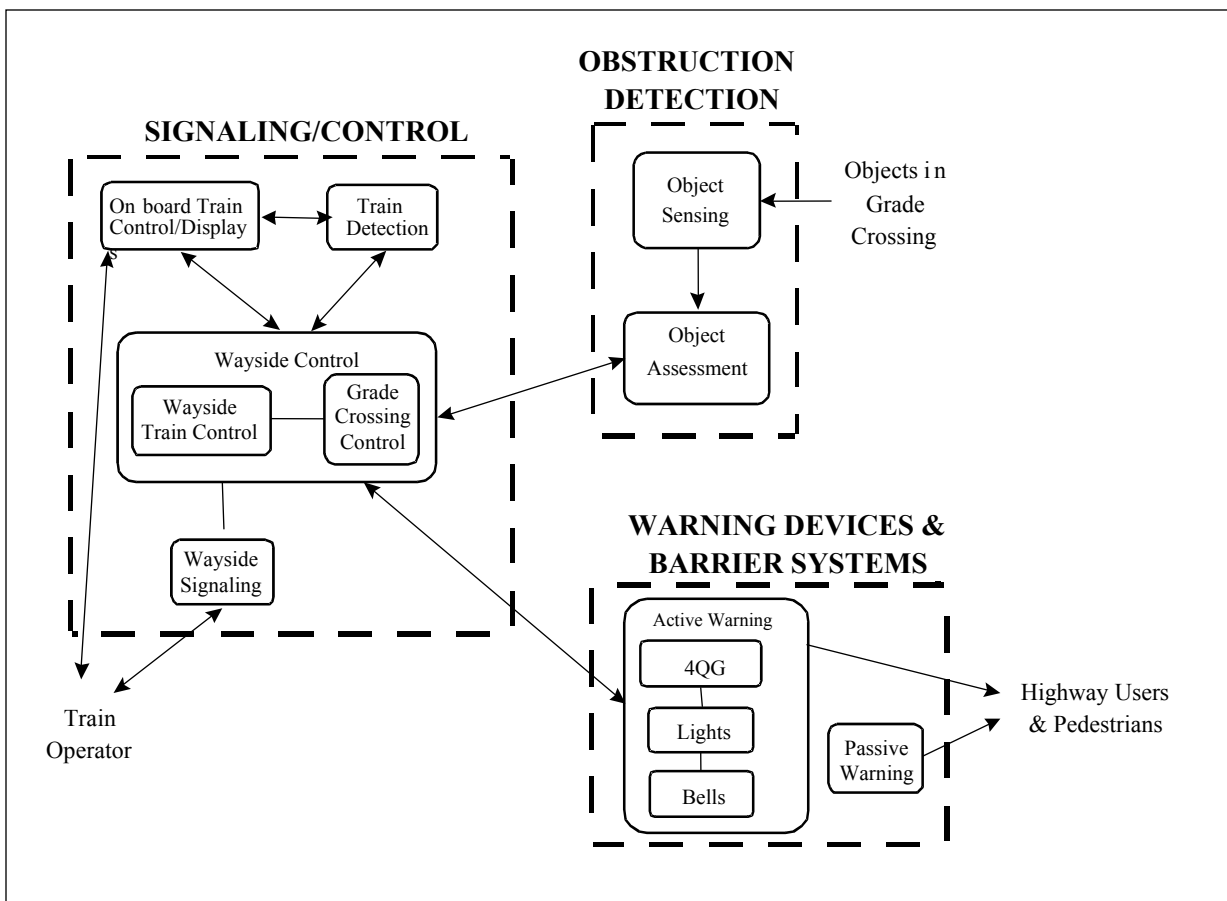 SIGNALING/CONTROL
On board Train
Control/Display
s
Train
Detection
Wayside Control
Wayside
Train Control
Grade
Crossing
Control
Wayside
Signaling
Train
Operator
OBSTRUCTION
DETECTION
Object
Sensing
Objects in
Grade
Crossing
Object
Assessment
WARNING DEVICES &
BARRIER SYSTEMS
Active Warning
4QG
Lights
Bells
Passive
Warning
Highway Users
& Pedestrians